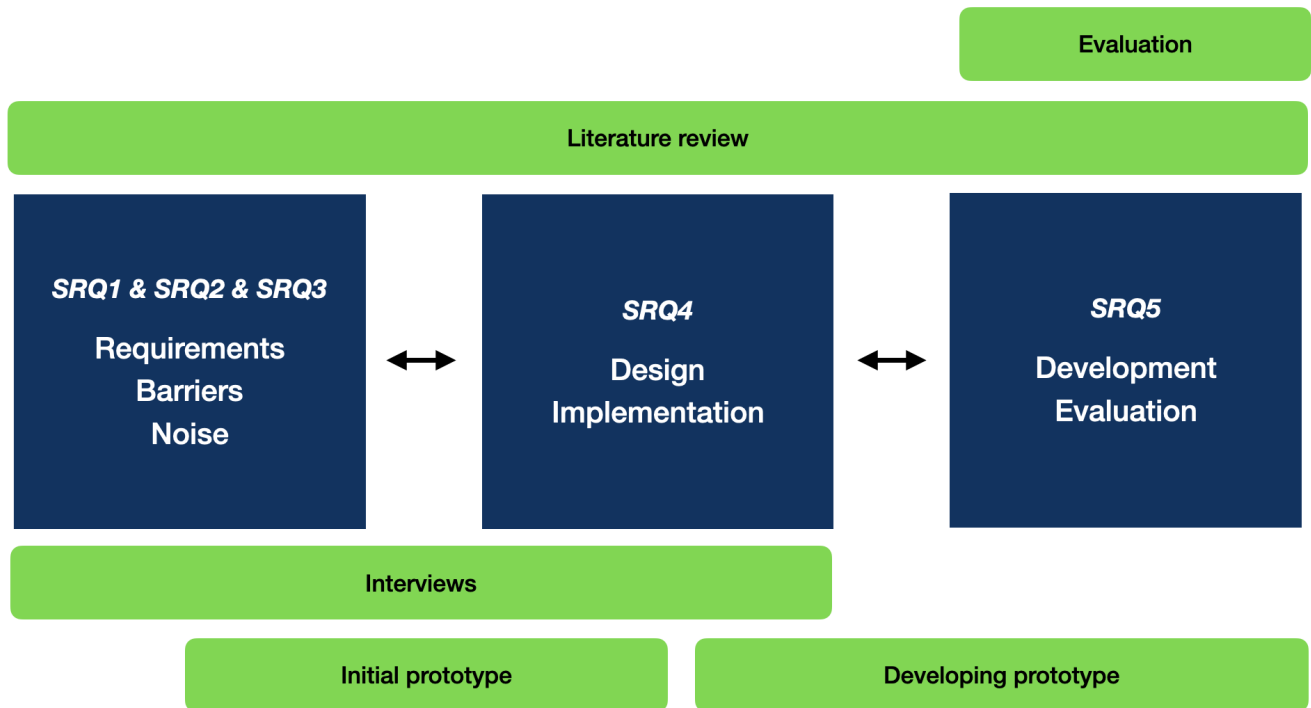 Evaluation
Literature review
SRQ1 & SRQ2 & SRQ3
Requirements
Barriers
Noise
SRQ4
Design
Implementation
SRQ5
Development
Evaluation
Interviews
Initial prototype
Developing prototype